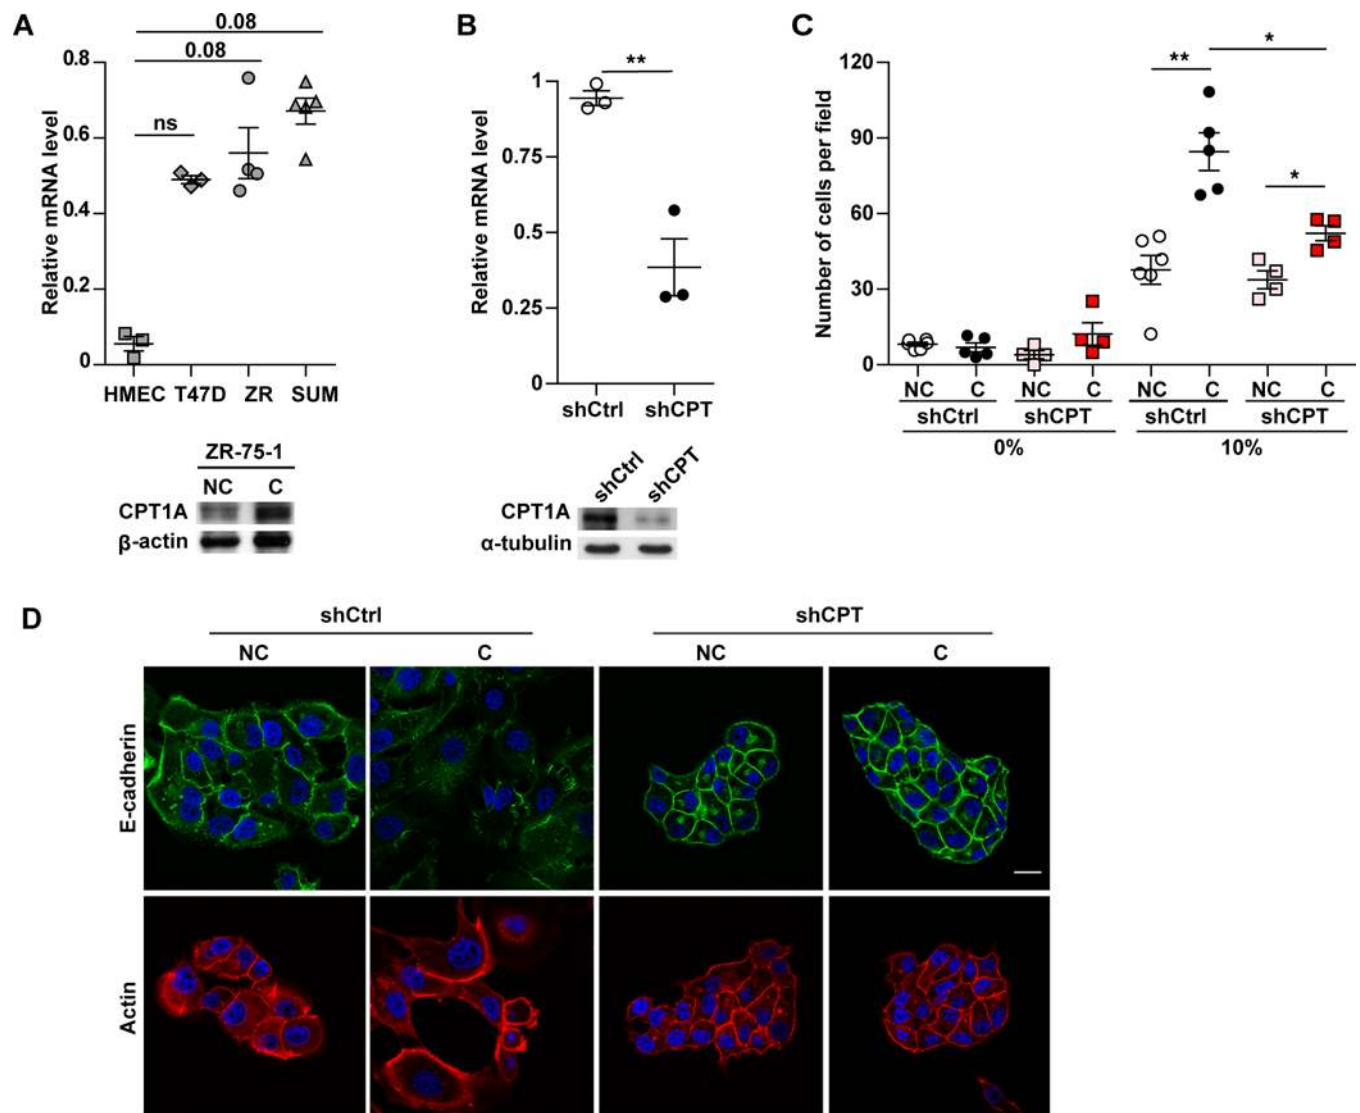 A
0.08
0.08
ns
Relative mRNA level
0.8
0.6
0.4
0.2
0
HMEC T47D ZR SUM
ZR-75-1
NC C
CPT1A
β-actin
B
**
Relative mRNA level
1
0.75
0.5
0.25
0
shCtrl shCPT
shCtrl shCPT
CPT1A
α-tubulin
C
*
**
*
Number of cells per field
120
90
60
30
0
NC C NC C NC C NC C
shCtrl shCPT shCtrl shCPT
0% 10%
D
shCtrl shCPT
NC C NC C
E-cadherin
Actin